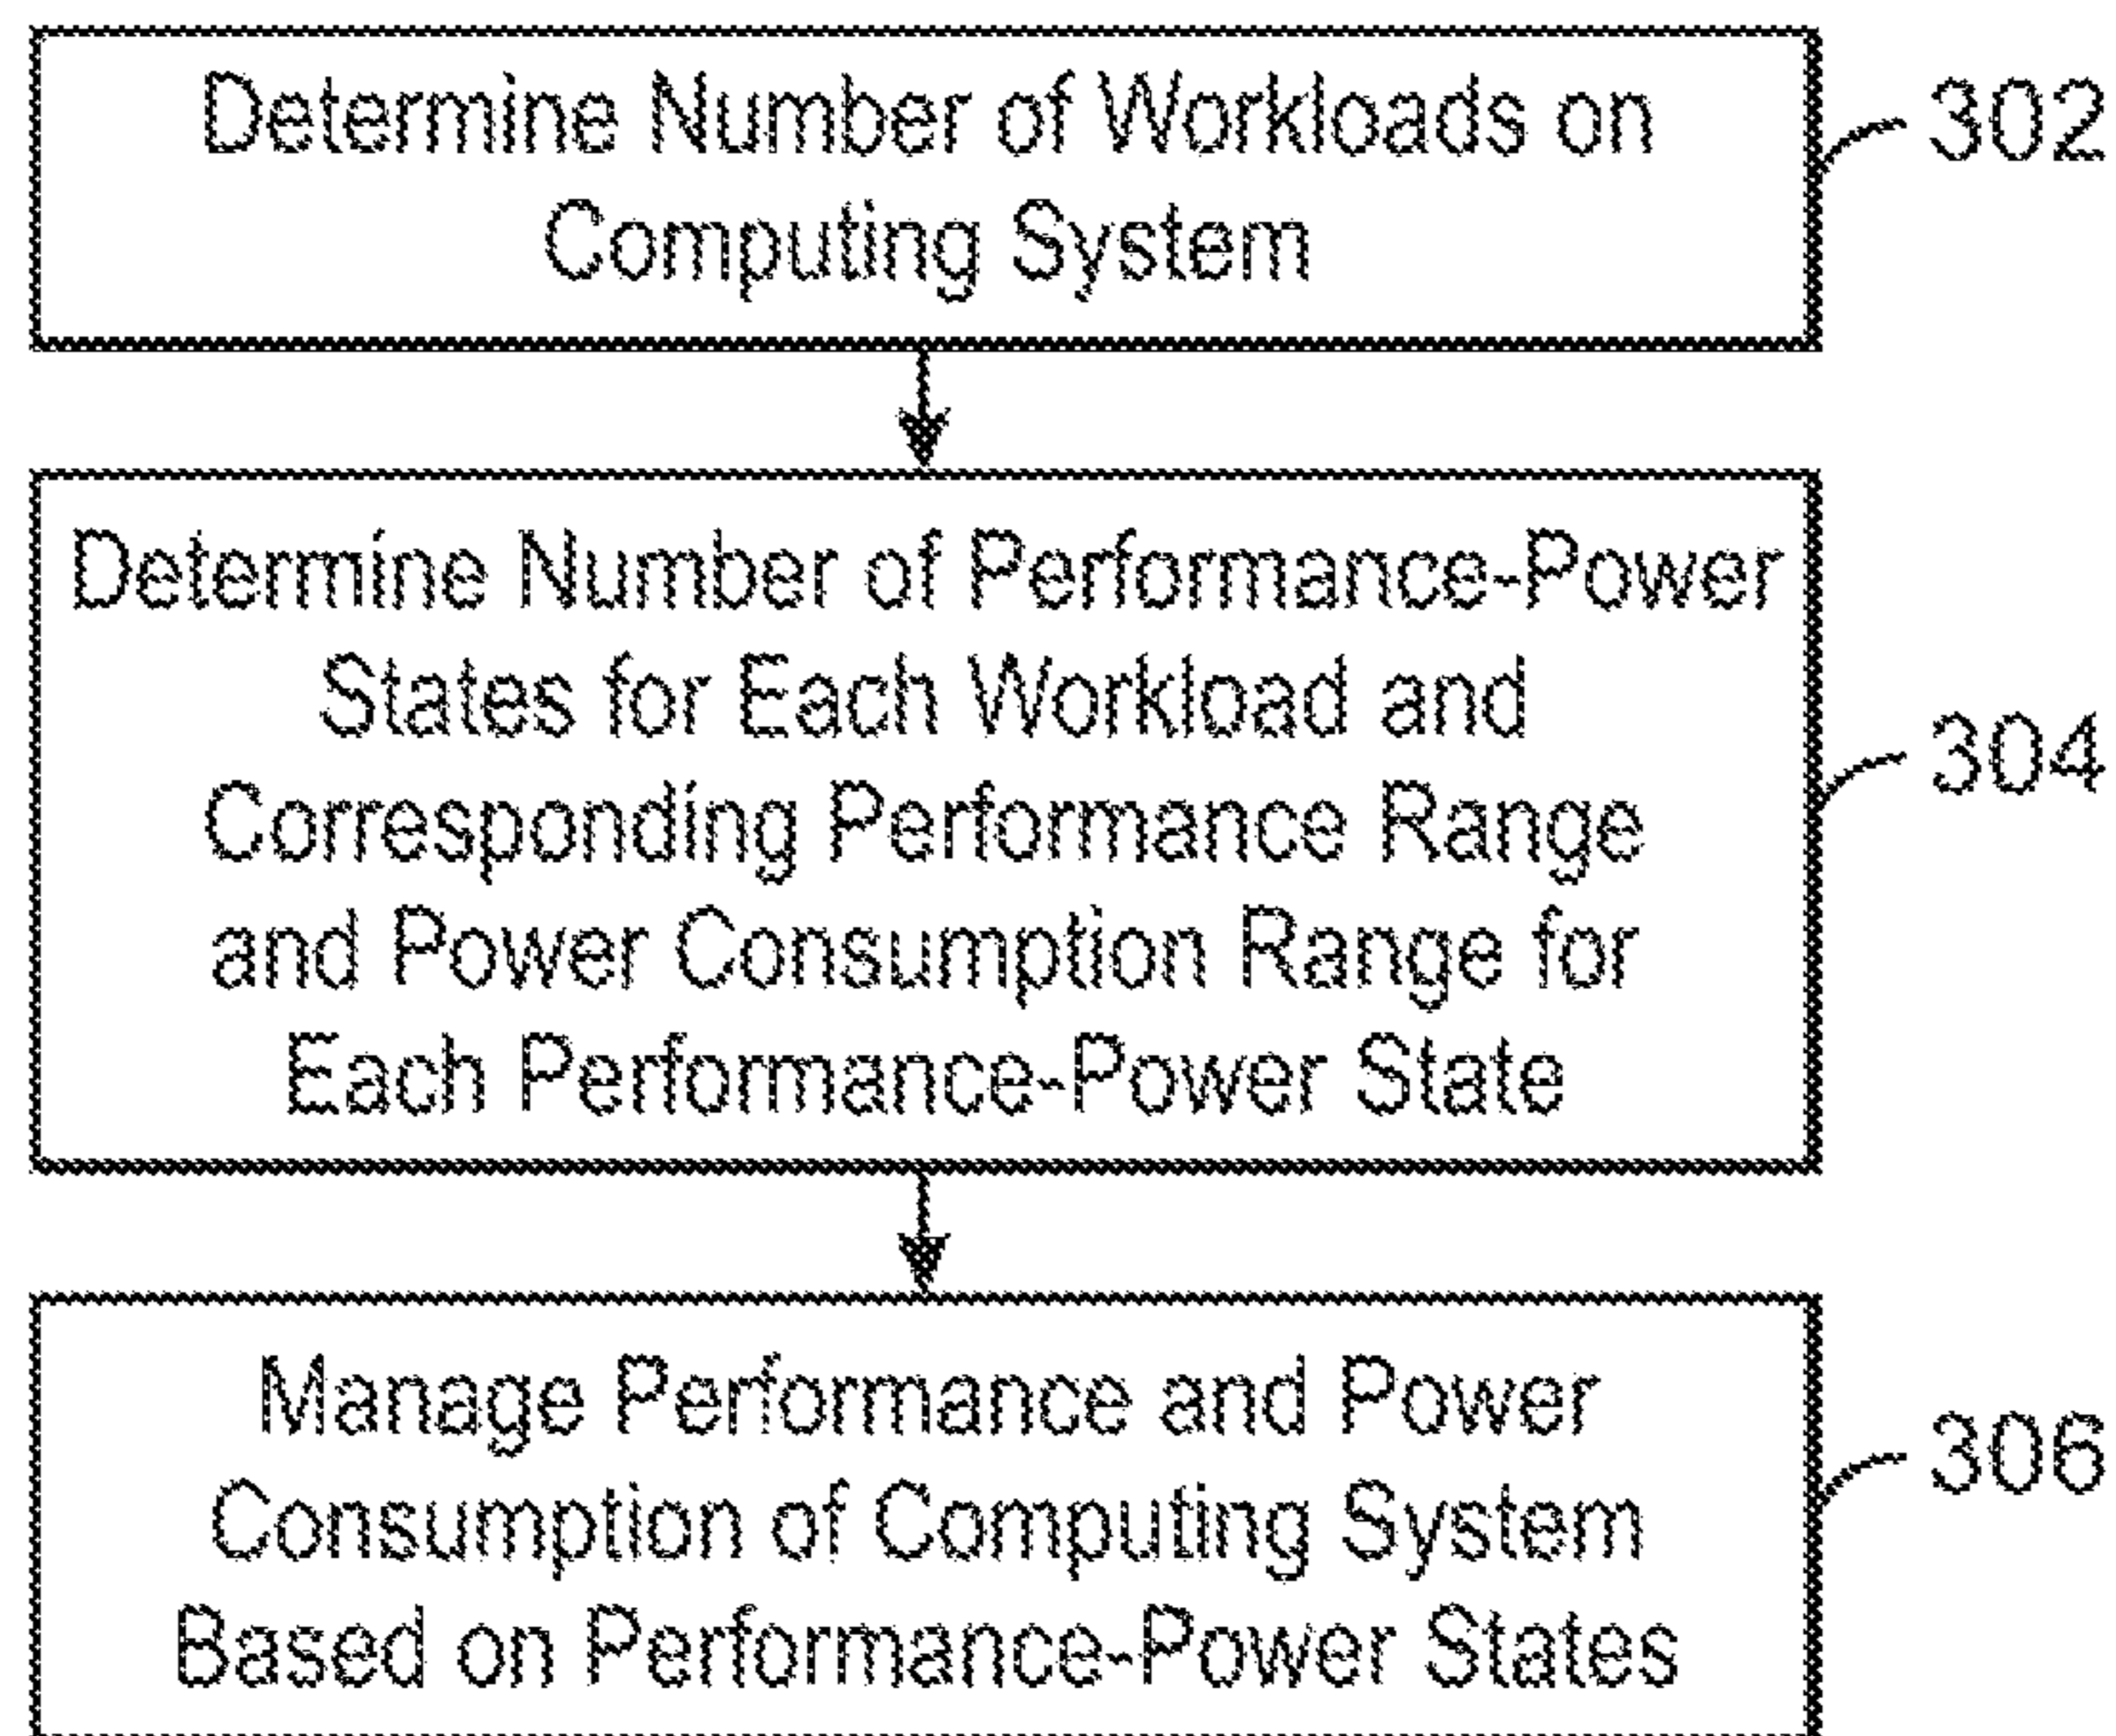 Determine Number of Workloads on
Computing System
302
Determine Number of Performance-Power
States for Each Workload and
Corresponding Performance Range
and Power Consumption Range for
Each Performance-Power State
304
Manage Performance and Power
Consumption of Computing System
Based on Performance-Power States
306